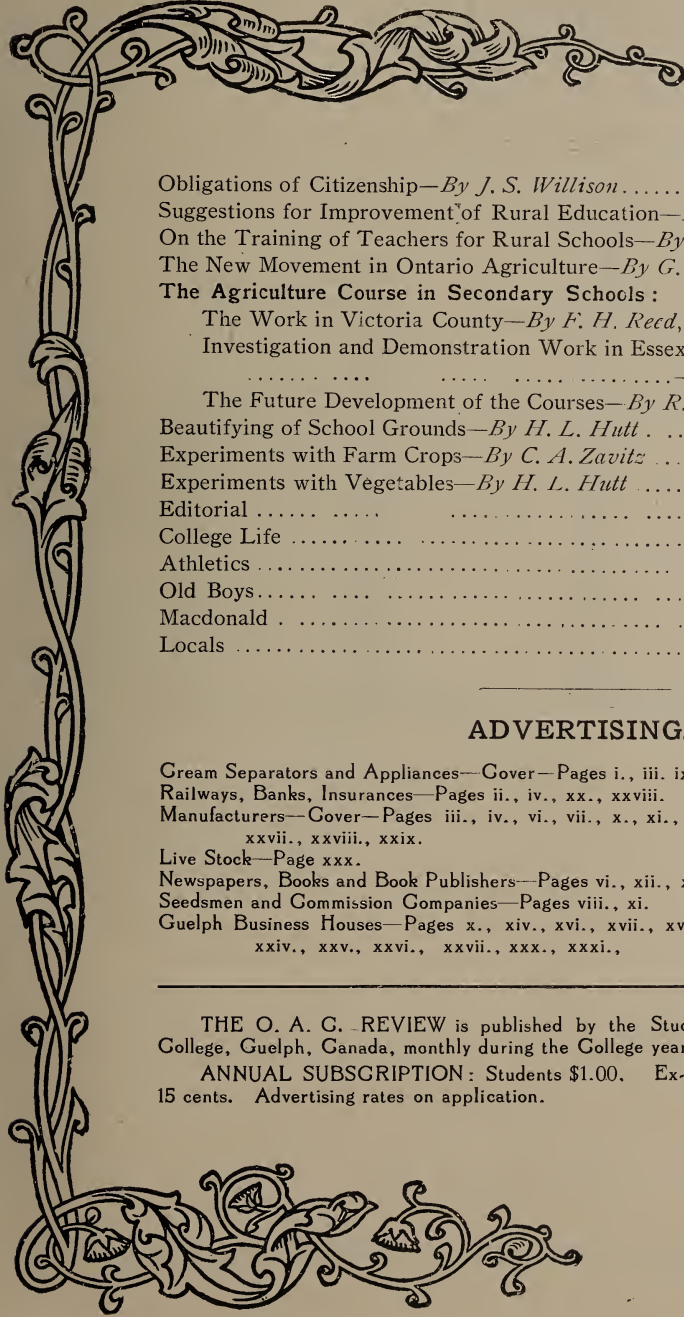 Obligations of Citizenship—By J. S. Willison......
Suggestions for Improvement of Rural Education—
On the Training of Teachers for Rural Schools—By
The New Movement in Ontario Agriculture—By G.
The Agriculture Course in Secondary Schools:
The Work in Victoria County—By F. H. Reed,
Investigation and Demonstration Work in Essex
The Future Development of the Courses—By R.
Beautifying of School Grounds—By H. L. Hutt . ..
Experiments with Farm Crops—By C. A. Zavitz ...
Experiments with Vegetables—By H. L. Hutt .....
Editorial ...... .....
College Life ..........
Athletics ..........
Old Boys......
Macdonald . ..........
Locals ..........
ADVERTISING
Cream Separators and Appliances—Cover—Pages i., iii. ix
Railways, Banks, Insurances—Pages ii., iv., xx., xxviii.
Manufacturers—Cover—Pages iii., iv., vi., vii., x., xi.,
xxvii., xxviii., xxix.
Live Stock—Page xxx.
Newspapers, Books and Book Publishers—Pages vi., xii.,
Seedsmen and Commission Companies—Pages viii., xi.
Guelph Business Houses—Pages x., xiv., xvi., xvii., xv
xxiv., xxv., xxvi., xxvii., xxx., xxxi.,
THE O. A. C. REVIEW is published by the Stu
College, Guelph, Canada, monthly during the College year
ANNUAL SUBSCRIPTION: Students $1.00. Ex-
15 cents. Advertising rates on application.